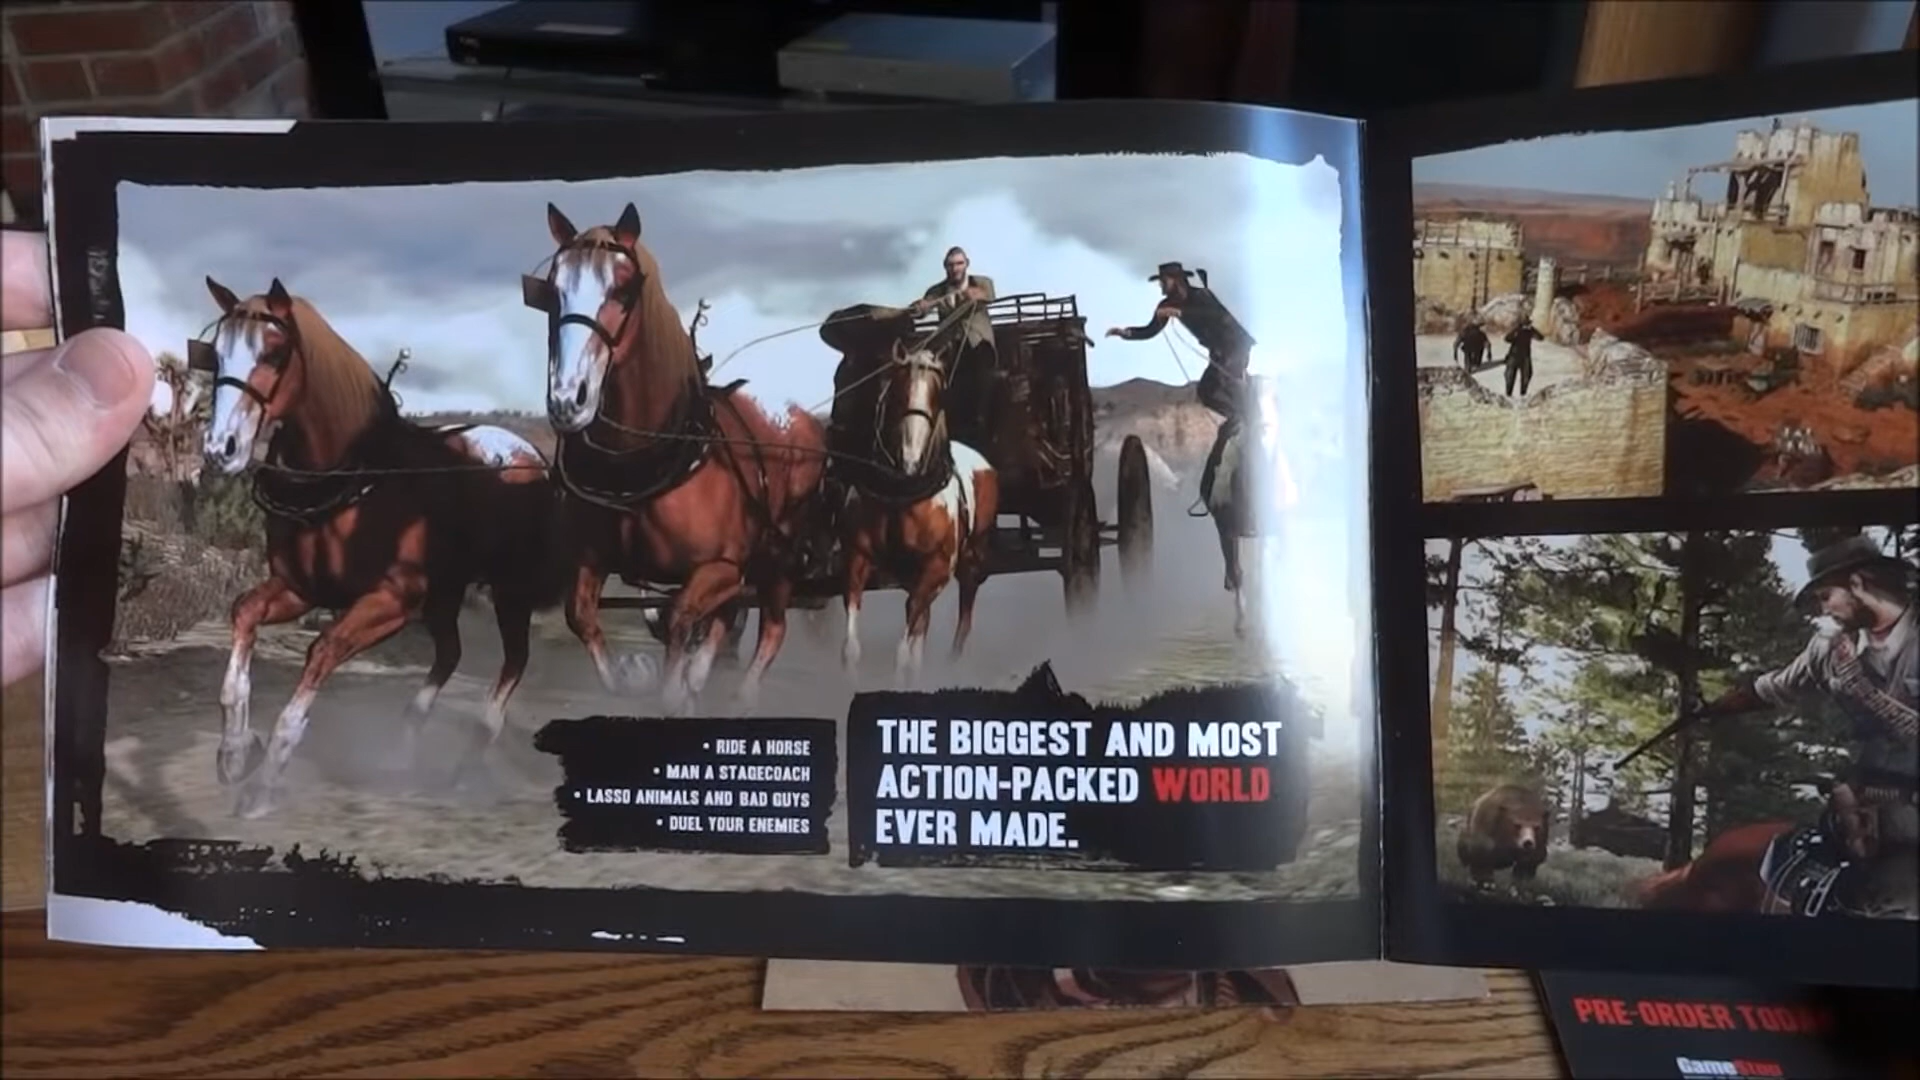 • RIDE A HORSE
• MAN A STAGECOACH
• LASSO ANIMALS AND BAD GUYS
• DUEL YOUR ENEMIES
THE BIGGEST AND MOST
ACTION-PACKED WORLD
EVER MADE.
PRE-ORDER TODAY
GameStop